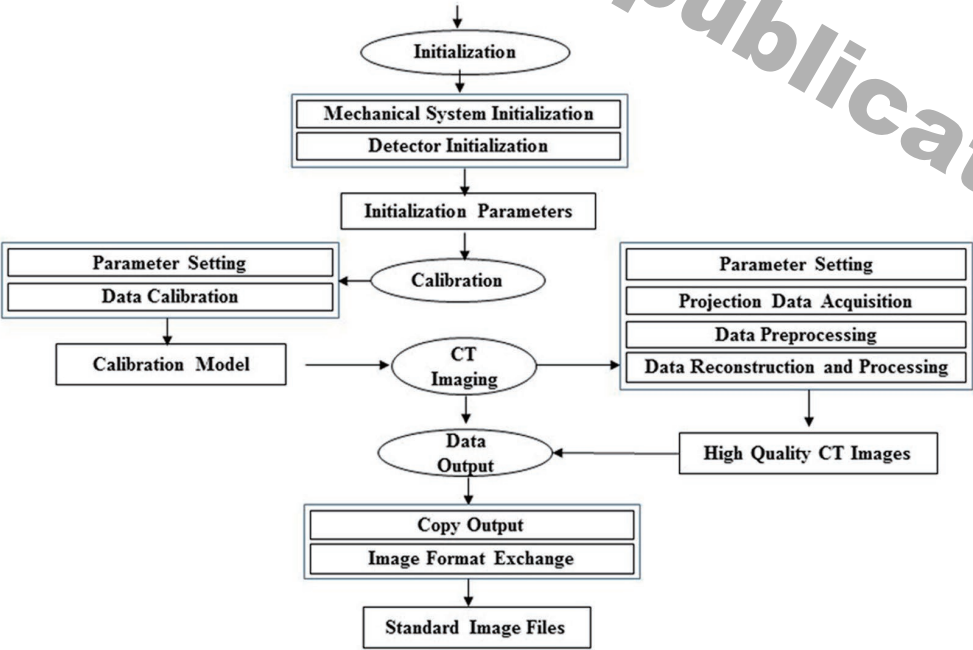 Initialization
Mechanical System Initialization
Detector Initialization
Initialization Parameters
Calibration
Parameter Setting
Data Calibration
Calibration Model
CT
Imaging
Parameter Setting
Projection Data Acquisition
Data Preprocessing
Data Reconstruction and Processing
High Quality CT Images
Data
Output
Copy Output
Image Format Exchange
Standard Image Files